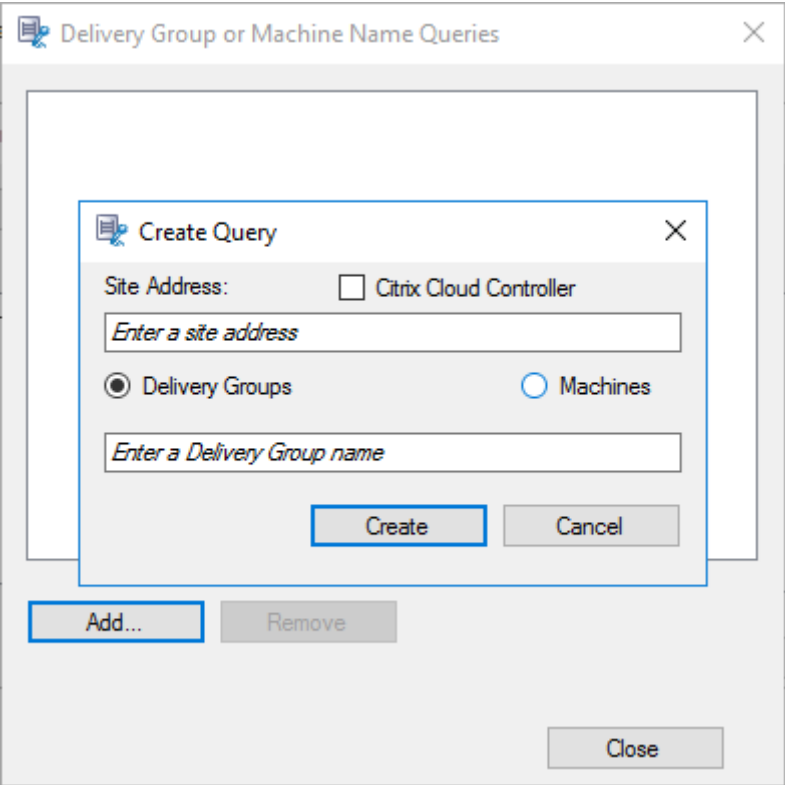 Delivery Group or Machine Name Queries
Create Query
Site Address: Citrix Cloud Controller
Enter a site address
Delivery Groups Machines
Enter a Delivery Group name
Create Cancel
Add... Remove
Close